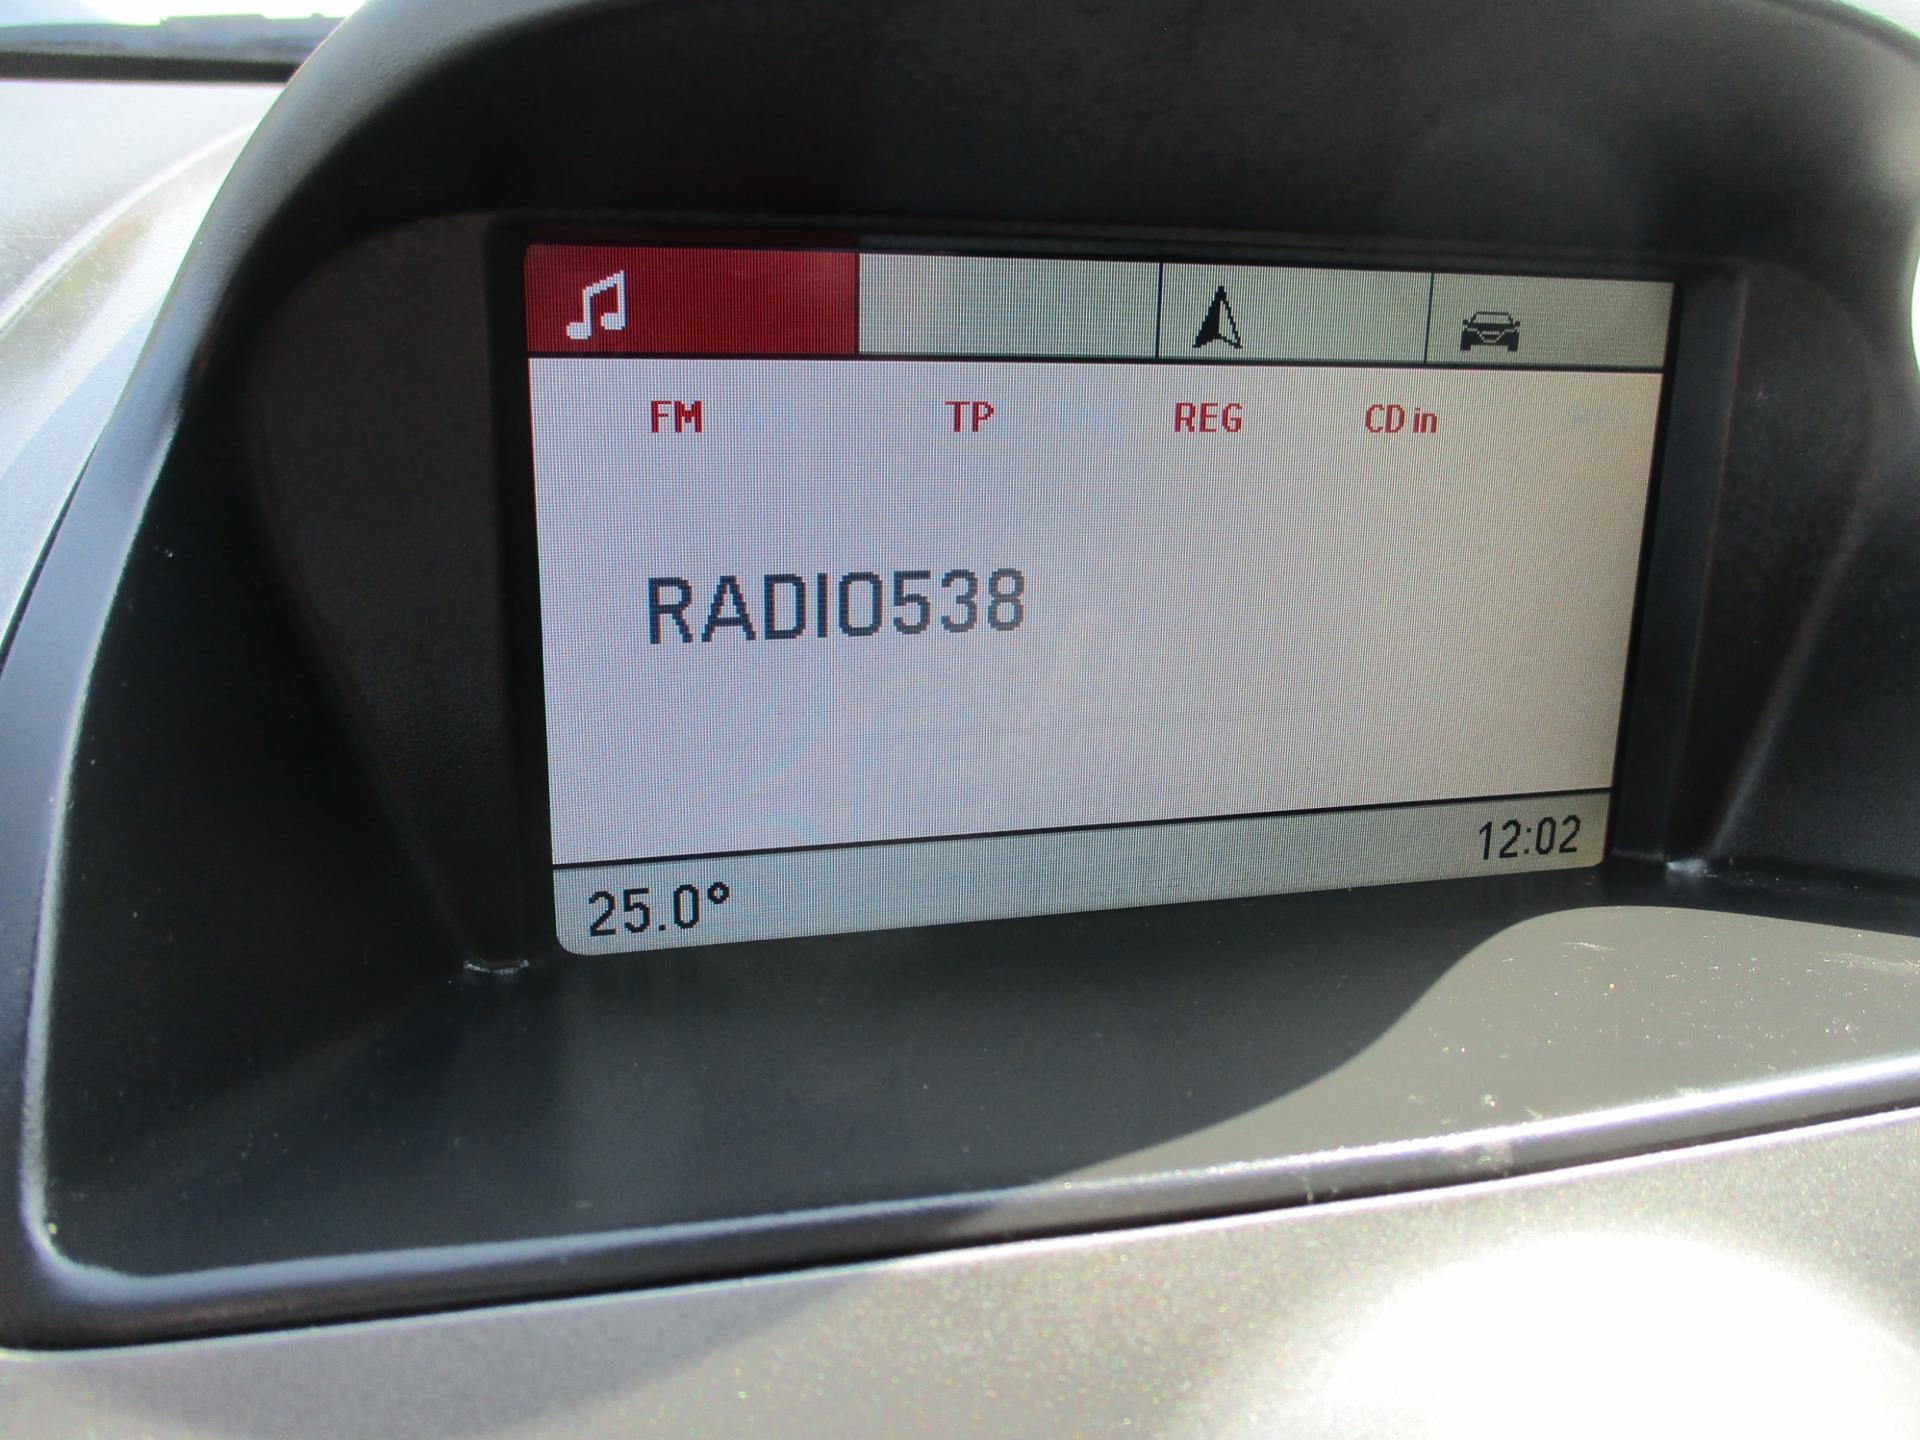 FM TP REG CD in
RADIO538
25.0° 12:02